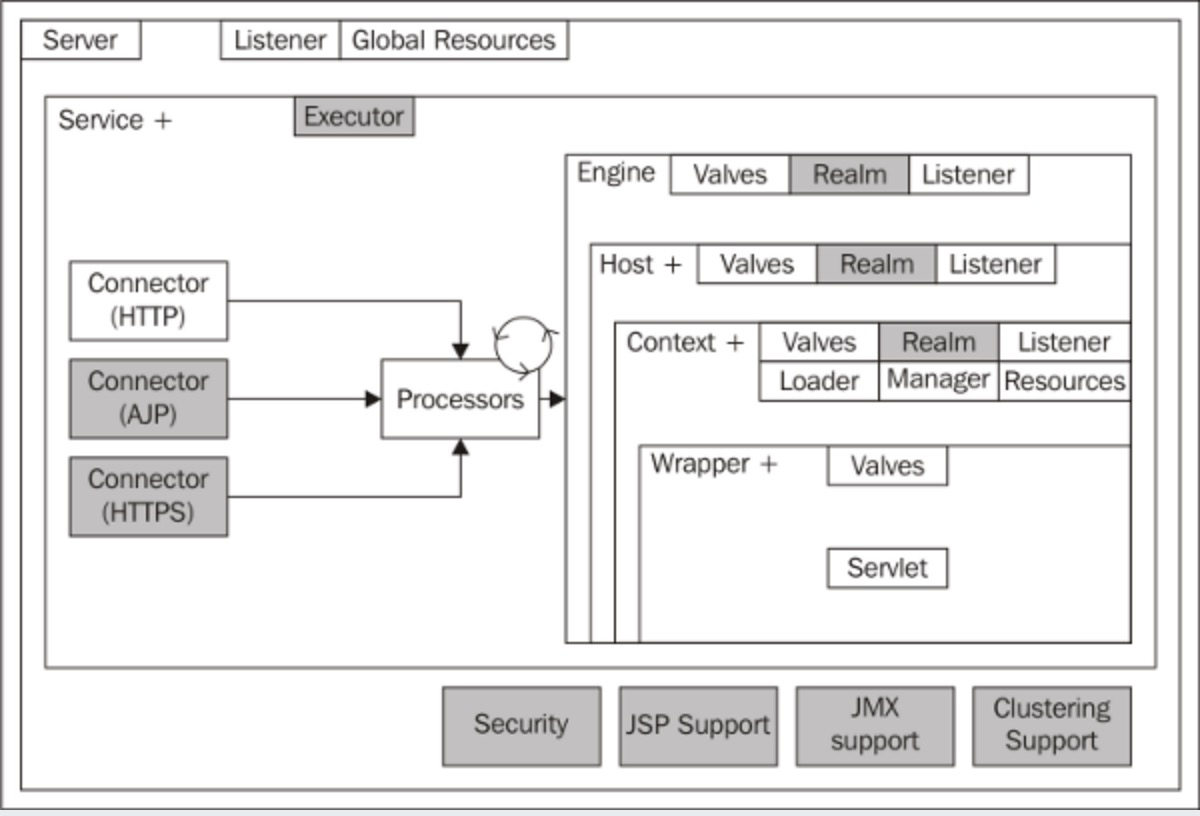 Server
Listener
Global Resources
Service +
Executor
Engine
Valves
Realm
Listener
Host +
Valves
Realm
Listener
Context +
Valves
Realm
Listener
Loader
Manager
Resources
Wrapper +
Valves
Servlet
Connector
(HTTP)
Connector
(AJP)
Connector
(HTTPS)
Processors
Security
JSP Support
JMX
support
Clustering
Support